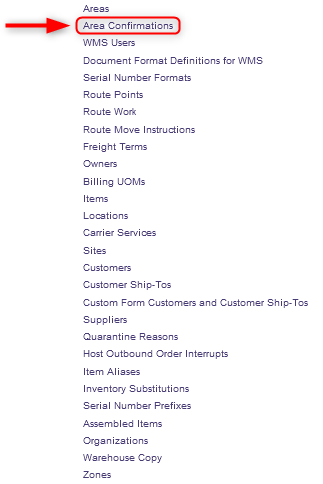 Areas
Area Confirmations
WMS Users
Document Format Definitions for WMS
Serial Number Formats
Route Points
Route Work
Route Move Instructions
Freight Terms
Owners
Billing UOMs
Items
Locations
Carrier Services
Sites
Customers
Customer Ship-Tos
Custom Form Customers and Customer Ship-Tos
Suppliers
Quarantine Reasons
Host Outbound Order Interrupts
Item Aliases
Inventory Substitutions
Serial Number Prefixes
Assembled Items
Organizations
Warehouse Copy
Zones